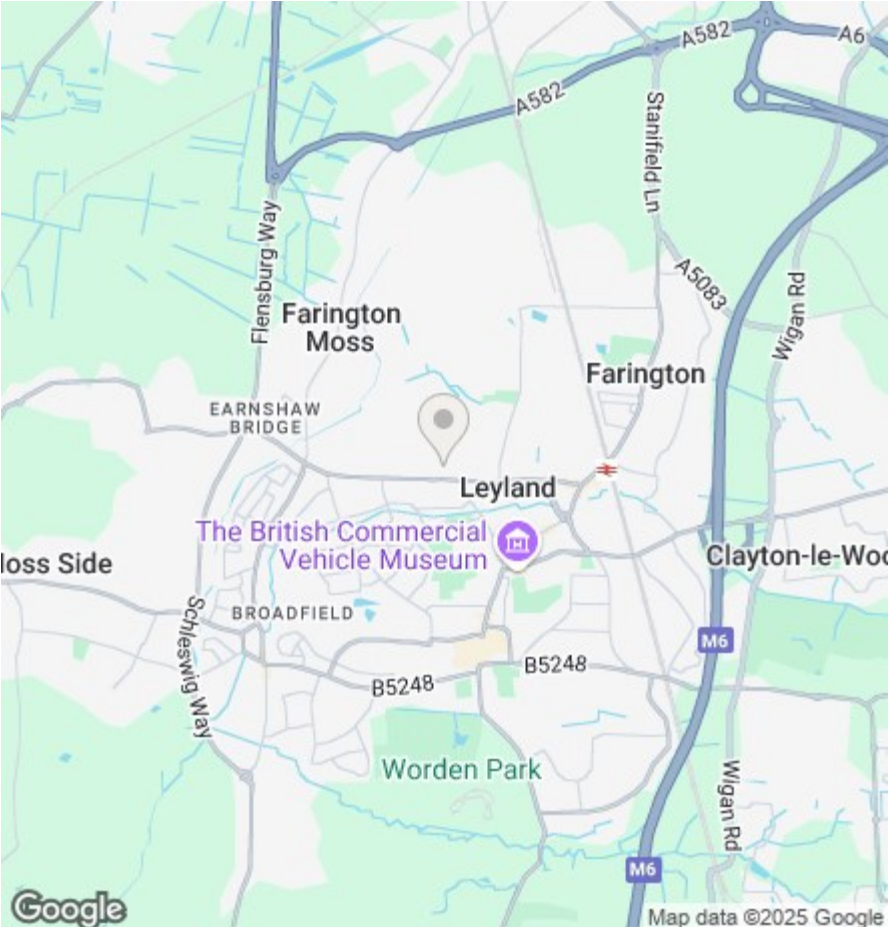 A582
A6
A582
Stanifield Ln
Flensburg Way
A5083
Wigan Rd
Farington
Moss
Farington
EARNSHAW
BRIDGE
Leyland
The British Commercial
Vehicle Museum
loss Side
Clayton-le-Woo
BROADFIELD
Schleswig Way
M6
B5248
B5248
Worden Park
Wigan Rd
M6
Google
Map data ©2025 Google